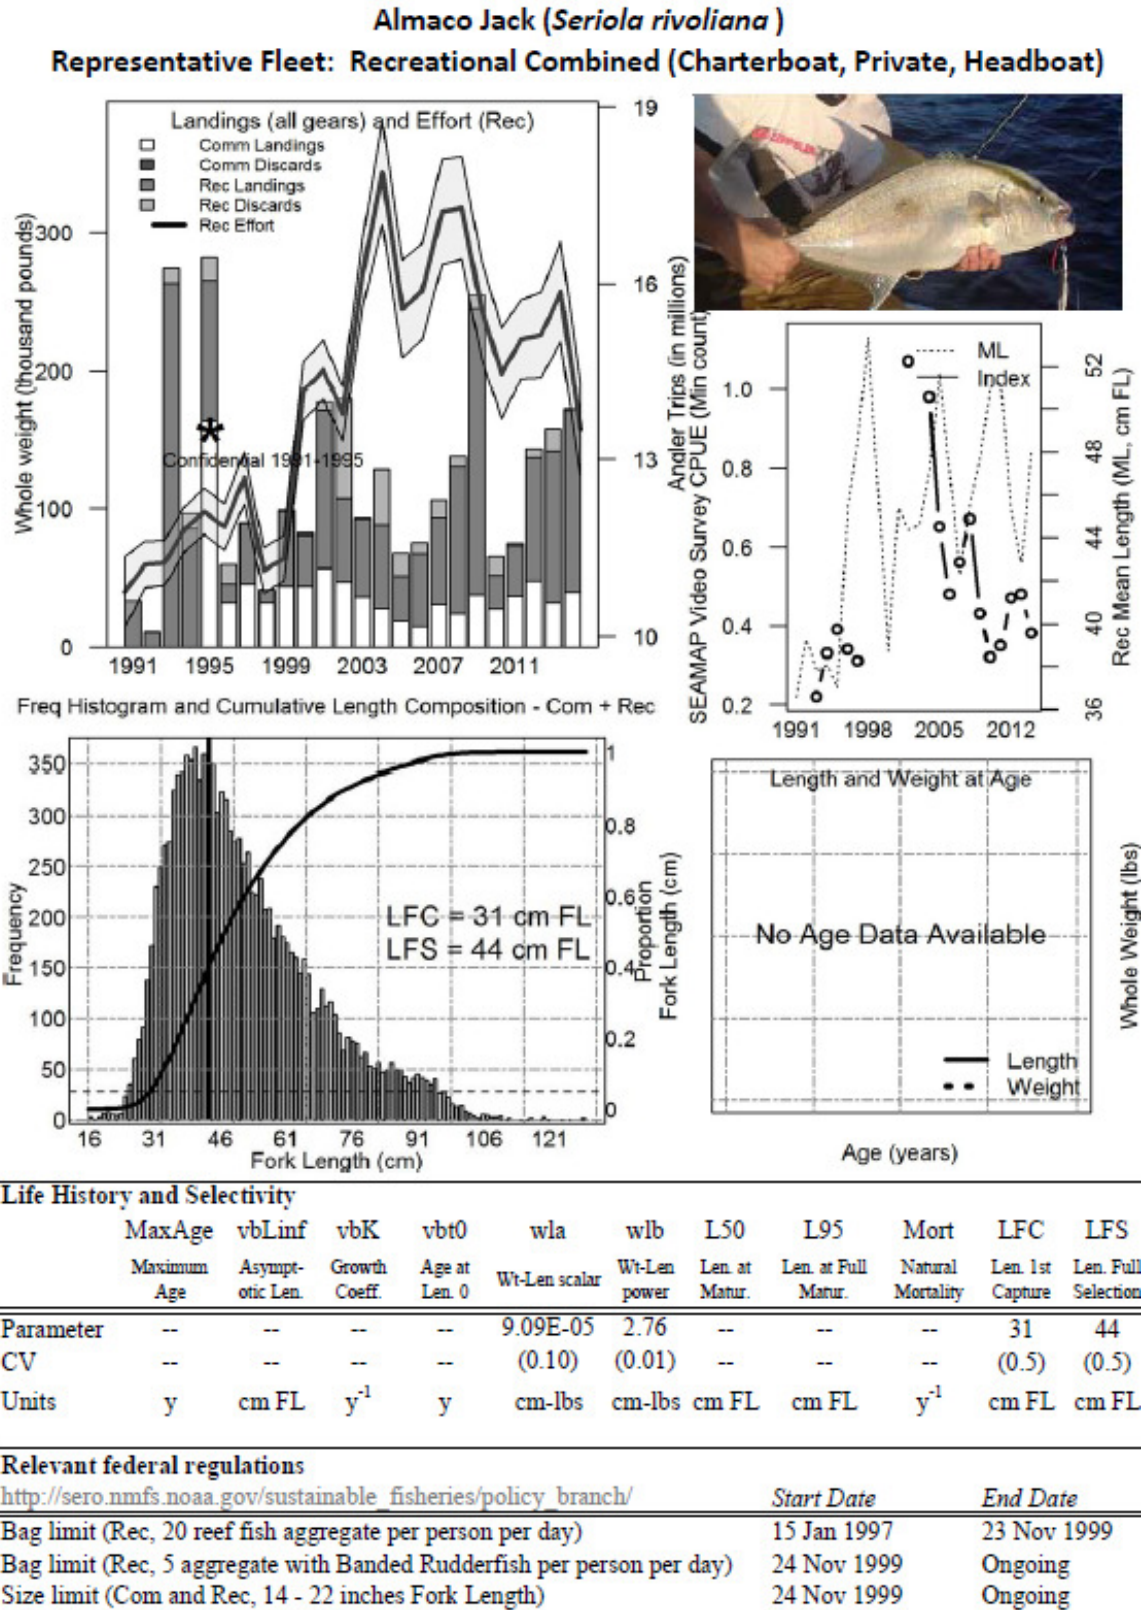 Almaco Jack (Seriola rivoliana )
Representative Fleet: Recreational Combined (Charterboat, Private, Headboat)
Landings (all gears) and Effort (Rec)
Comm Landings
Comm Discards
Rec Landings
Rec Discards
Rec Effort
Whole weight (thousand pounds)
300
200
100
0
*
Confidential 1991-1995
19
16
13
10
Angler Trips (in millions)
1991 1995 1999 2003 2007 2011
ML
Index
SEAMAP Video Survey CPUE (Min count)
1.0
0.8
0.6
0.4
0.2
52
48
44
40
36
Rec Mean Length (ML, cm FL)
1991 1998 2005 2012
Freq Histogram and Cumulative Length Composition - Com + Rec
Frequency
350
300
250
200
150
100
50
0
LFC = 31 cm FL
LFS = 44 cm FL
1
0.8
0.6
0.4
0.2
0
Proportion
16 31 46 61 76 91 106 121
Fork Length (cm)
Length and Weight at Age
Fork Length (cm)
No Age Data Available
Length
Weight
Whole Weight (lbs)
Age (years)
Life History and Selectivity
MaxAge vbLinf vbK vbt0 wla wlb L50 L95 Mort LFC LFS
Maximum Asympt- Growth Age at Wt-Len scalar Wt-Len Len. at Len. at Full Natural Len. 1st Len. Full
Age otic Len. Coeff. Len. 0 power Matur. Matur. Mortality Capture Selection
Parameter -- -- -- -- 9.09E-05 2.76 -- -- -- 31 44
CV -- -- -- -- (0.10) (0.01) -- -- -- (0.5) (0.5)
Units y cm FL y-1 y cm-lbs cm-lbs cm FL cm FL y-1 cm FL cm FL
Relevant federal regulations
http://sero.nmfs.noaa.gov/sustainable_fisheries/policy_branch/ Start Date End Date
Bag limit (Rec, 20 reef fish aggregate per person per day) 15 Jan 1997 23 Nov 1999
Bag limit (Rec, 5 aggregate with Banded Rudderfish per person per day) 24 Nov 1999 Ongoing
Size limit (Com and Rec, 14 - 22 inches Fork Length) 24 Nov 1999 Ongoing